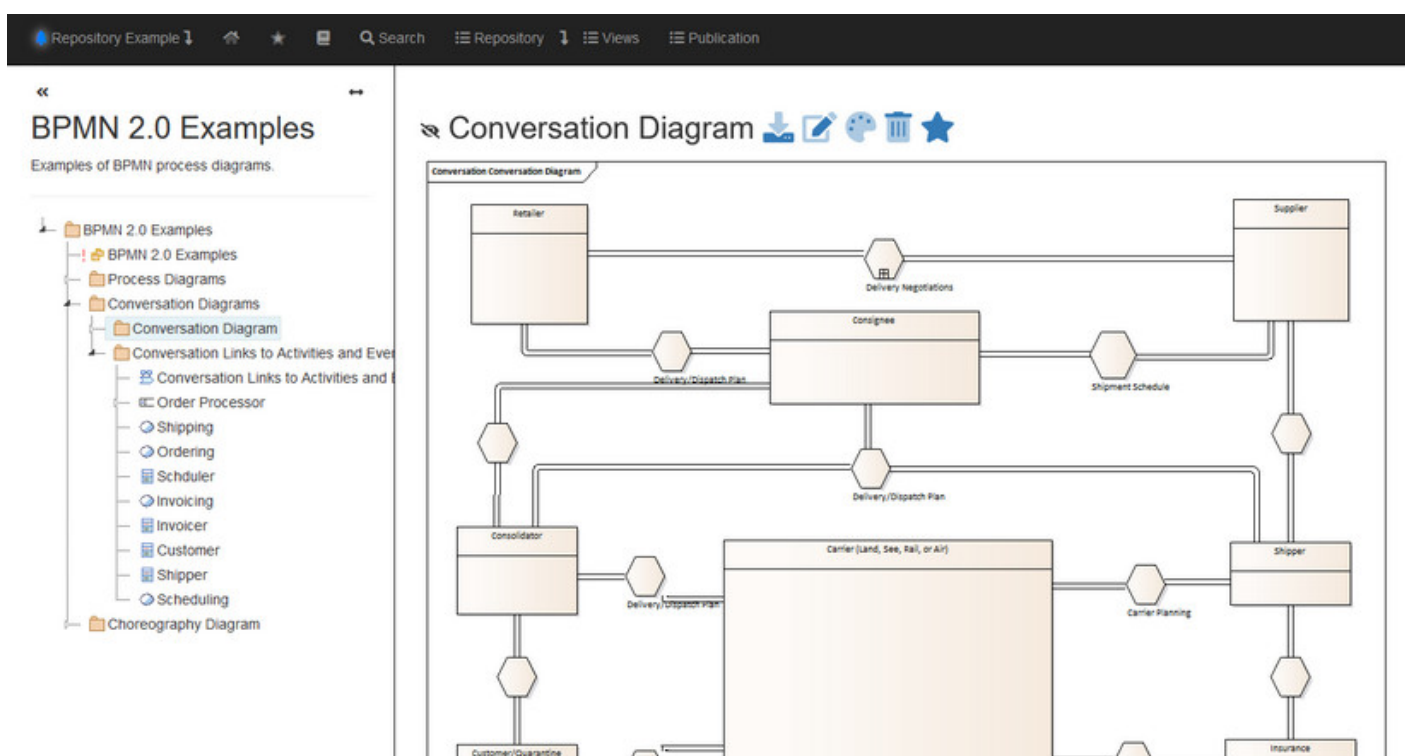 Repository Example Search Repository Views Publication
BPMN 2.0 Examples
Examples of BPMN process diagrams.
BPMN 2.0 Examples
BPMN 2.0 Examples
Process Diagrams
Conversation Diagrams
Conversation Diagram
Conversation Links to Activities and Ever
Conversation Links to Activities and E
Order Processor
Shipping
Ordering
Schduler
Invoicing
Invoicer
Customer
Shipper
Scheduling
Choreography Diagram
Conversation Diagram
Conversation Conversation Diagram
Retailer
Supplier
Delivery Negotiations
Consignee
Delivery/Dispatch Plan
Shipment Schedule
Delivery/Dispatch Plan
Consolidator
Carrier (Land, See, Rail, or Air)
Shipper
Delivery/Dispatch Plan
Carrier Planning
Customer/Quarantine
Insurance